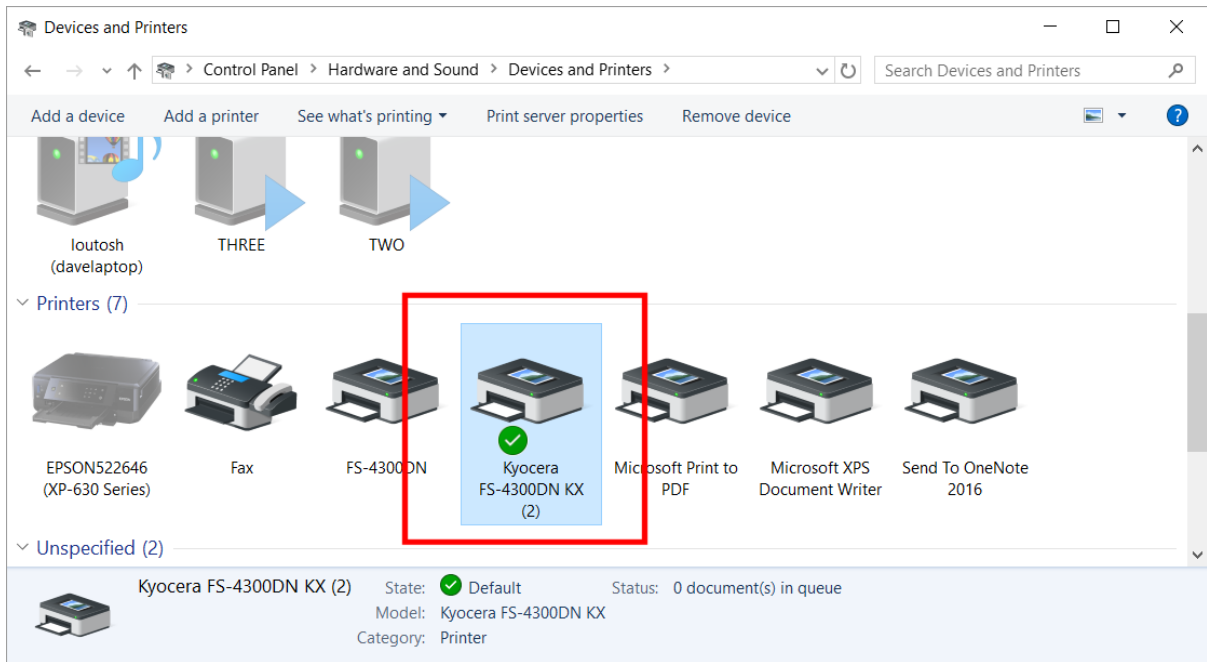 Devices and Printers
Control Panel > Hardware and Sound > Devices and Printers >
Search Devices and Printers
Add a device Add a printer See what's printing Print server properties Remove device
?
loutosh THREE TWO
(davelaptop)
Printers (7)
EPSON522646 Fax FS-4300DN Kyocera Microsoft Print to Microsoft XPS Send To OneNote
(XP-630 Series) FS-4300DN KX PDF Document Writer 2016
(2)
Unspecified (2)
Kyocera FS-4300DN KX (2) State: Default Status: 0 document(s) in queue
Model: Kyocera FS-4300DN KX
Category: Printer